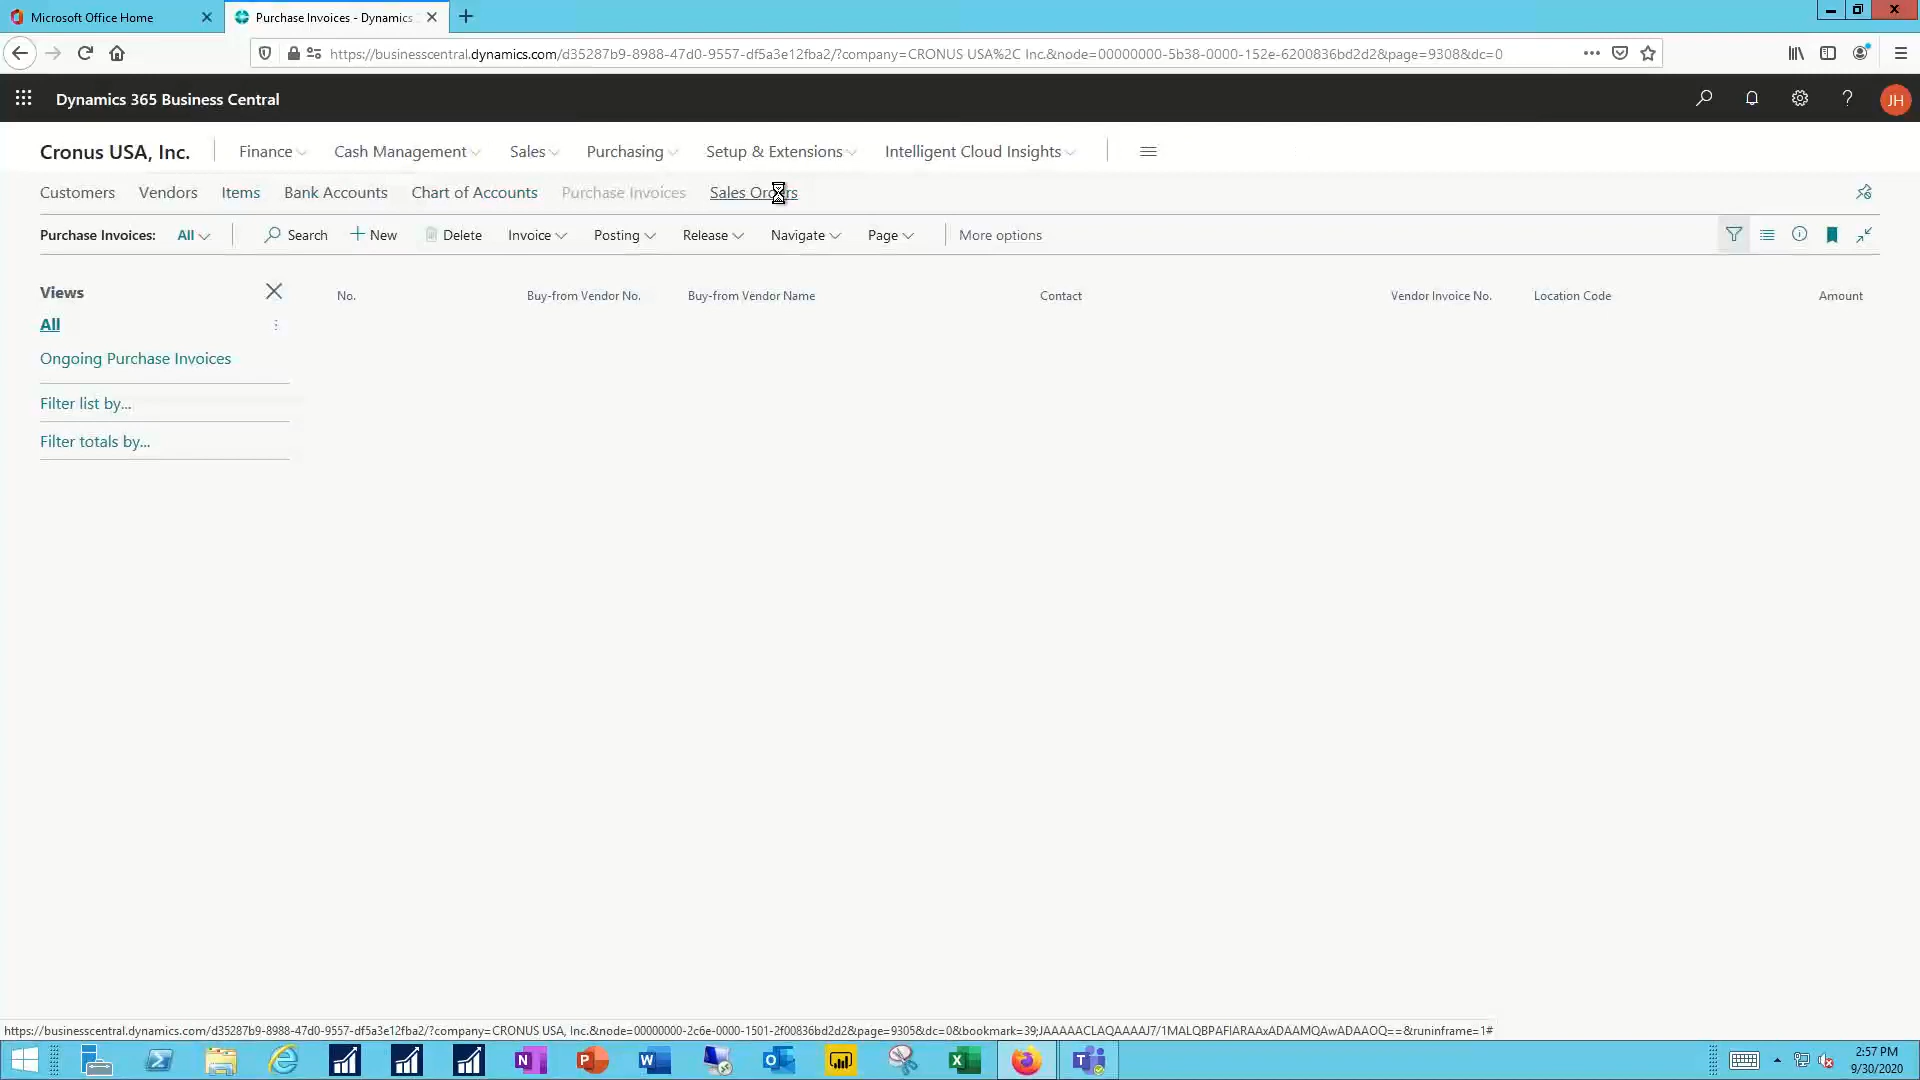 Microsoft Office Home
Purchase Invoices - Dynamics
https://businesscentral.dynamics.com/d35287b9-8988-47d0-9557-df5a3e12fba2/?company=CRONUS USA%2C Inc.&node=00000000-5b38-0000-152e-6200836bd2d2&page=9308&dc=0
Dynamics 365 Business Central
JH
Cronus USA, Inc. Finance Cash Management Sales Purchasing Setup & Extensions Intelligent Cloud Insights
Customers Vendors Items Bank Accounts Chart of Accounts Purchase Invoices Sales Orders
Purchase Invoices: All Search New Delete Invoice Posting Release Navigate Page More options
Views
No. Buy-from Vendor No. Buy-from Vendor Name Contact Vendor Invoice No. Location Code Amount
All
Ongoing Purchase Invoices
Filter list by...
Filter totals by...
https://businesscentral.dynamics.com/d35287b9-8988-47d0-9557-df5a3e12fba2/?company=CRONUS USA, Inc.&node=00000000-2c6e-0000-1501-2f00836bd2d2&page=9305&dc=0&bookmark=39;JAAAAACLAQAAAAJ7/1MALQBPAFIARAAxADAAMQAwADAAOQ==&runinframe=1#
2:57 PM
9/30/2020